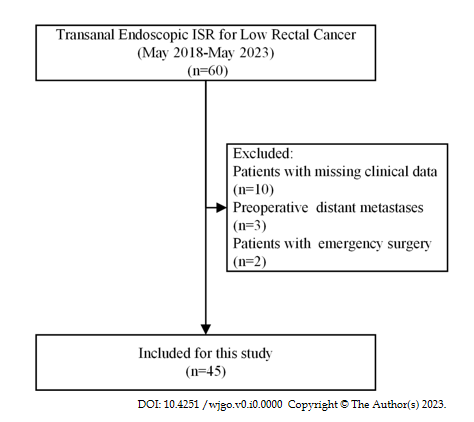 Transanal Endoscopic ISR for Low Rectal Cancer
(May 2018-May 2023)
(n=60)
Excluded:
Patients with missing clinical data
(n=10)
Preoperative distant metastases
(n=3)
Patients with emergency surgery
(n=2)
Included for this study
(n=45)
DOI: 10.4251 /wjgo.v0.i0.0000 Copyright © The Author(s) 2023.